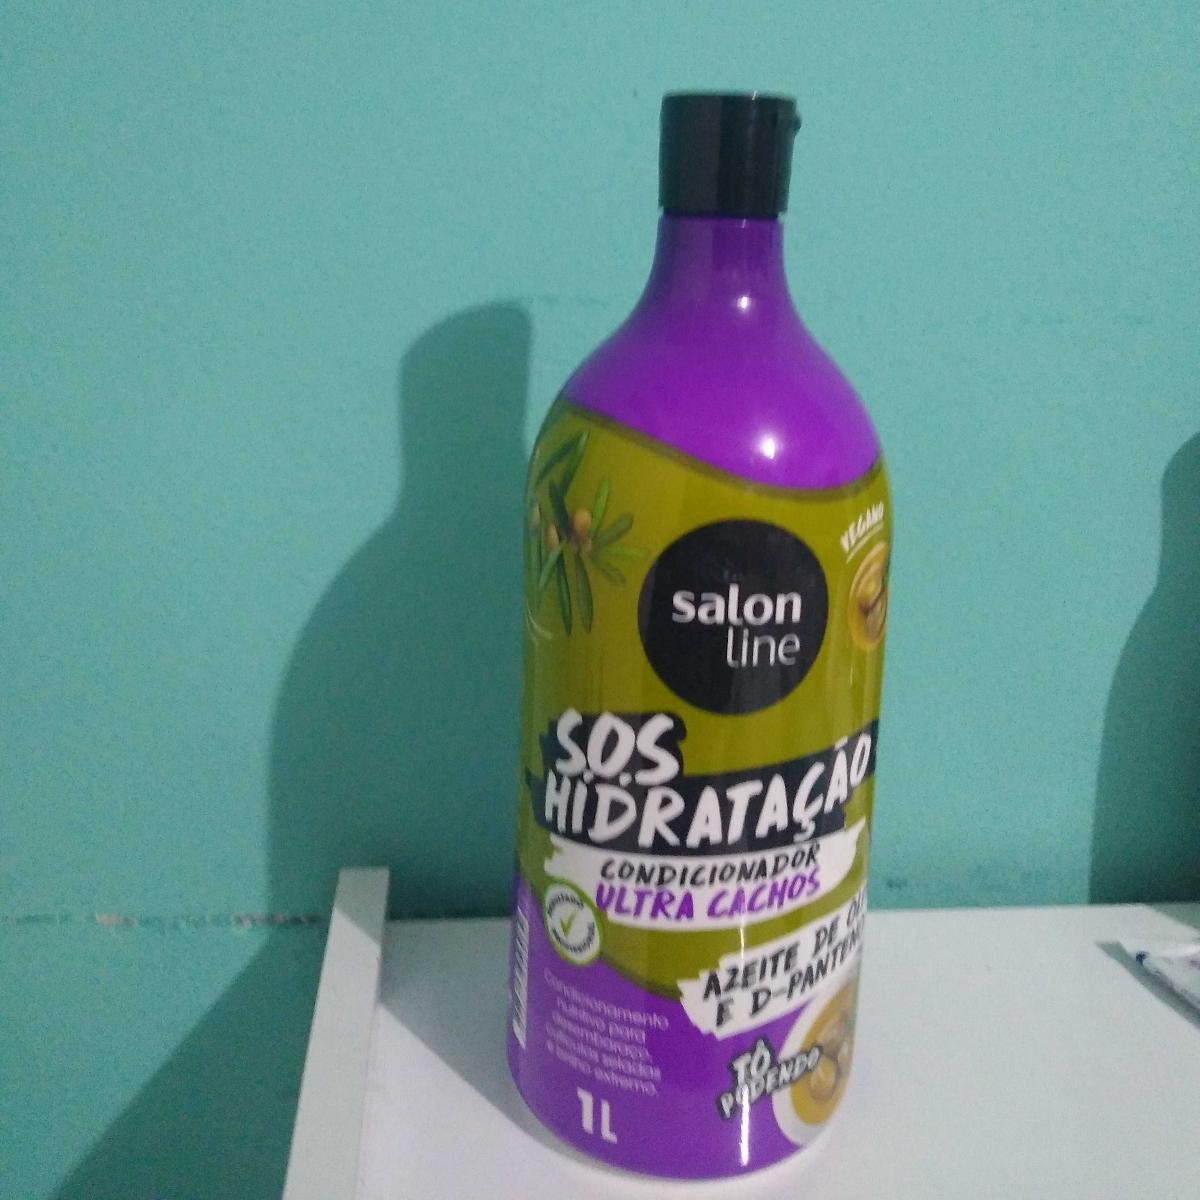 VEGANO
salon
line
S.O.S
HIDRATAÇÃO
CONDICIONADOR
ULTRA CACHOS
AZEITE DE
E D-PANTEN
Condicionamento
nutritivo para
desembaraço,
cutículas seladas
e brilho extremo.
TÔ
PODENDO
1L